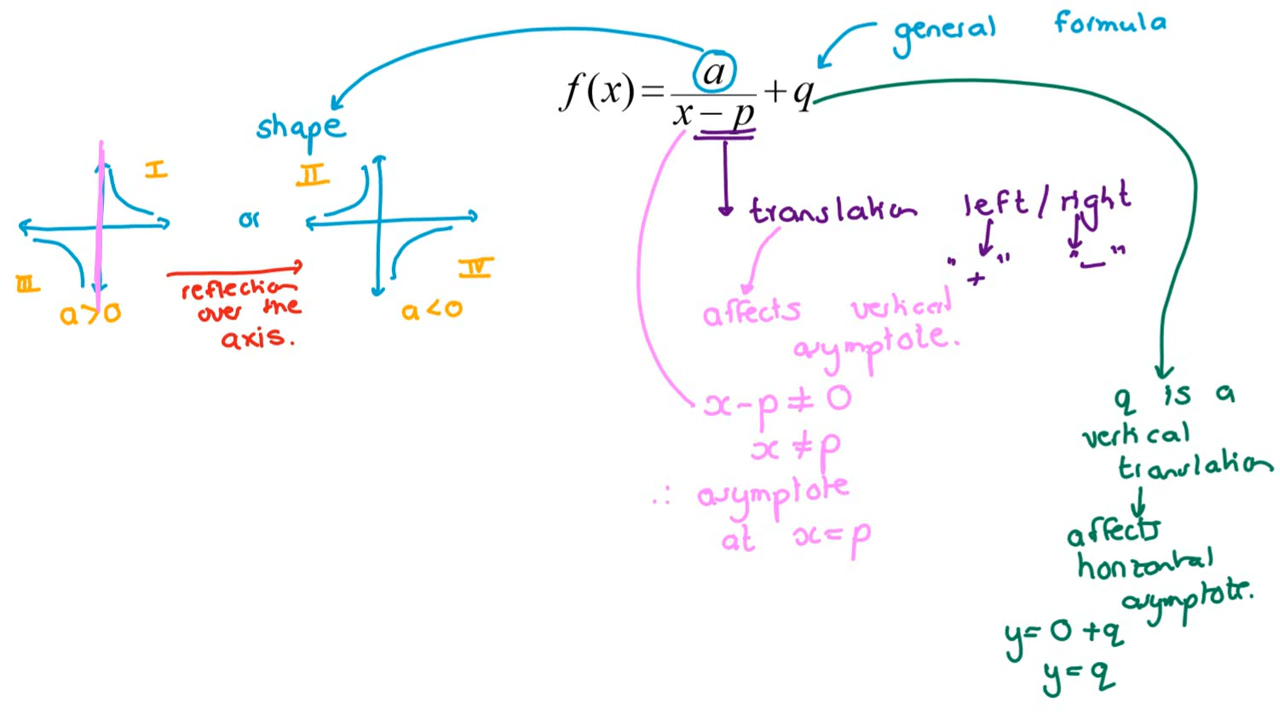 general formula
f(x) = a / (x − p) + q
shape
I
II
or
III
IV
a>0
a<0
reflection
over the
axis.
translation left / right
"+" "−"
affects vertical
asymptote.
x−p ≠ 0
x ≠ p
∴ asymptote
at x=p
q is a
vertical
translation
affects
horizontal
asymptote.
y= 0 +q
y= q